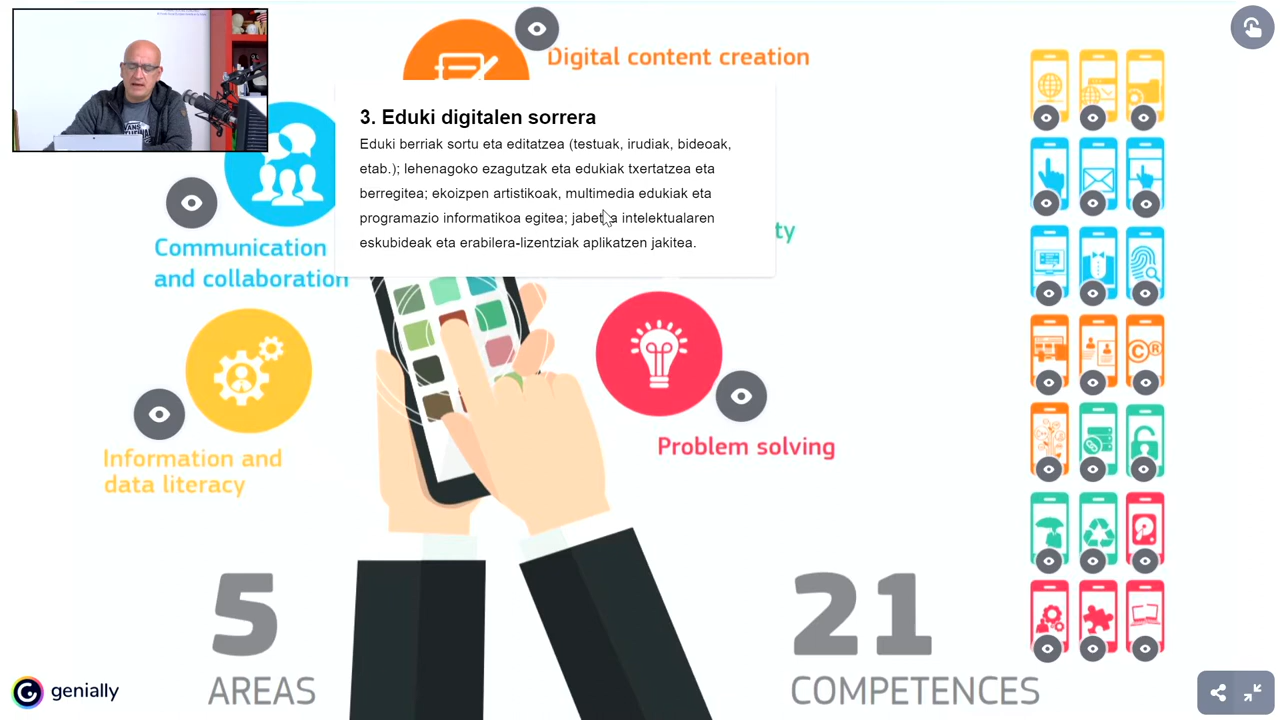 Digital content creation
3. Eduki digitalen sorrera
Eduki berriak sortu eta editatzea (testuak, irudiak, bideoak,
etab.); lehenagoko ezagutzak eta edukiak txertatzea eta
berregitea; ekoizpen artistikoak, multimedia edukiak eta
programazio informatikoa egitea; jabetza intelektualaren
eskubideak eta erabilera-lizentziak aplikatzen jakitea.
Communication
and collaboration
Information and
data literacy
Problem solving
5
AREAS
21
COMPETENCES
genially